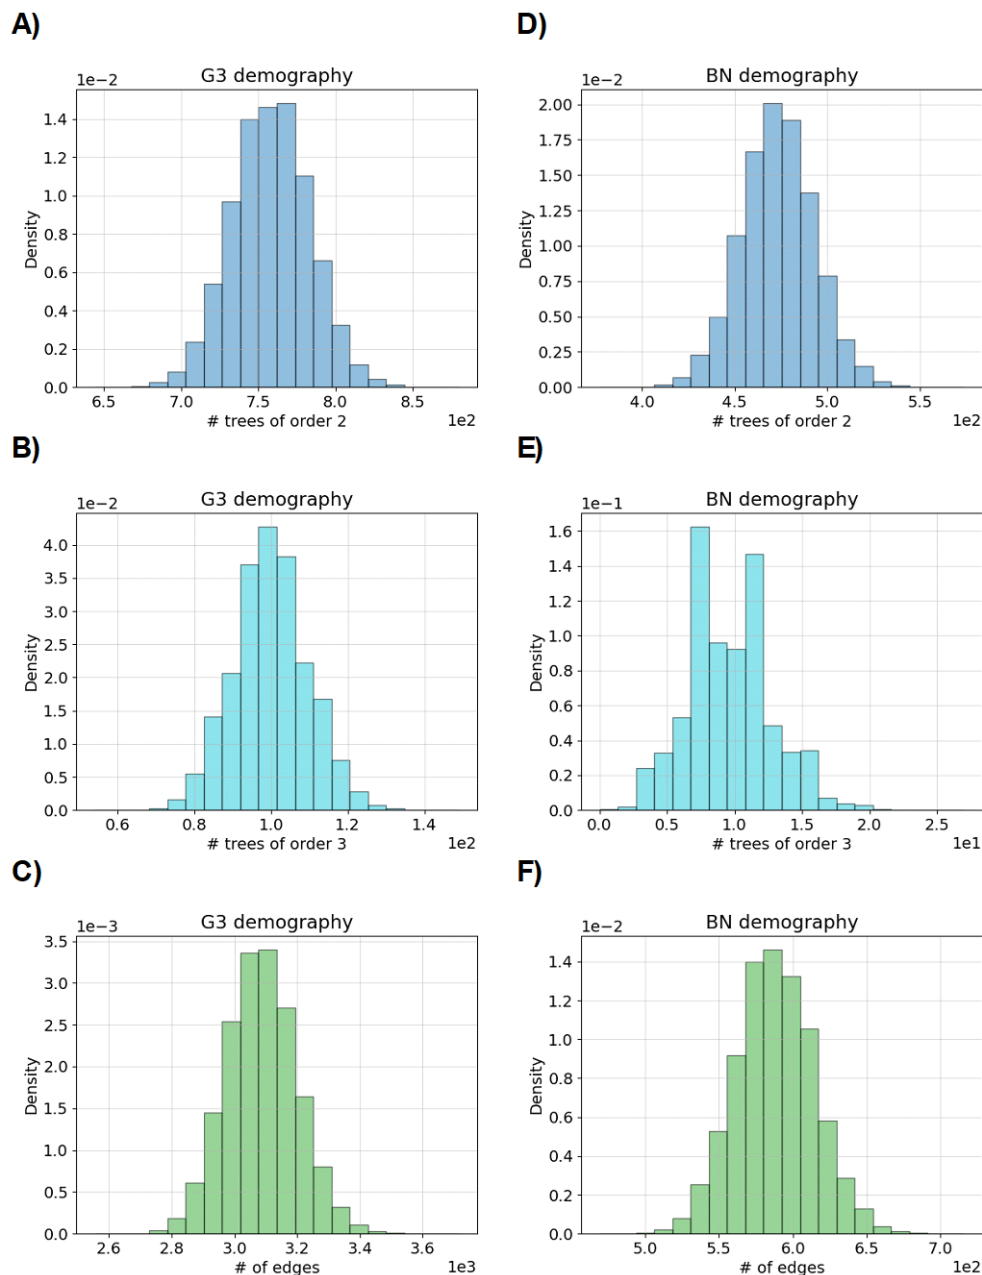 A)
G3 demography
1e−2
1.4
1.2
1.0
0.8
0.6
0.4
0.2
0.0
Density
6.5 7.0 7.5 8.0 8.5
1e2
# trees of order 2
D)
BN demography
1e−2
2.00
1.75
1.50
1.25
1.00
0.75
0.50
0.25
0.00
Density
4.0 4.5 5.0 5.5
1e2
# trees of order 2
B)
G3 demography
1e−2
4.0
3.5
3.0
2.5
2.0
1.5
1.0
0.5
0.0
Density
0.6 0.8 1.0 1.2 1.4
1e2
# trees of order 3
E)
BN demography
1e−1
1.6
1.4
1.2
1.0
0.8
0.6
0.4
0.2
0.0
Density
0.0 0.5 1.0 1.5 2.0 2.5
1e1
# trees of order 3
C)
G3 demography
1e−3
3.5
3.0
2.5
2.0
1.5
1.0
0.5
0.0
Density
2.6 2.8 3.0 3.2 3.4 3.6
1e3
# of edges
F)
BN demography
1e−2
1.4
1.2
1.0
0.8
0.6
0.4
0.2
0.0
Density
5.0 5.5 6.0 6.5 7.0
1e2
# of edges